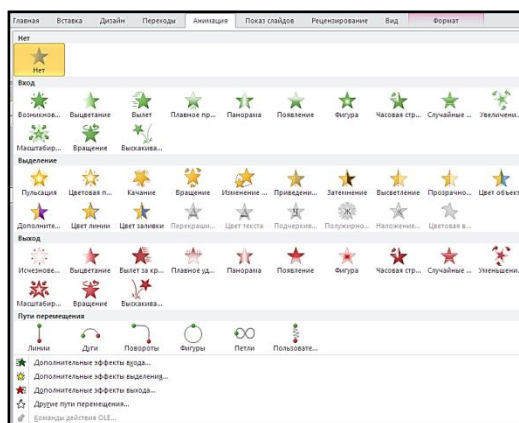 Главная Вставка Дизайн Переходы Анимация Показ слайдов Рецензирование Вид Формат
Нет
Нет
Вход
Возникнов... Выцветание Вылет Плавное пр... Панорама Появление Фигура Часовая стр... Случайные ... Увеличени...
Масштабир... Вращение Выскакива...
Выделение
Пульсация Цветовая п... Качание Вращение Изменение ... Приведени... Затемнение Высветление Прозрачно... Цвет объект
Дополните... Цвет линии Цвет заливки Перекраши... Цвет текста Подчеркив... Полужирно... Наложение... Цветовая в...
Выход
Исчезнове... Выцветание Вылет за кр... Плавное уд... Панорама Появление Фигура Часовая стр... Случайные ... Уменьшени...
Масштабир... Вращение Выскакива...
Пути перемещения
Линии Дуги Повороты Фигуры Петли Пользовате...
Дополнительные эффекты входа...
Дополнительные эффекты выделения...
Дополнительные эффекты выхода...
Другие пути перемещения...
Команды действия OLE...